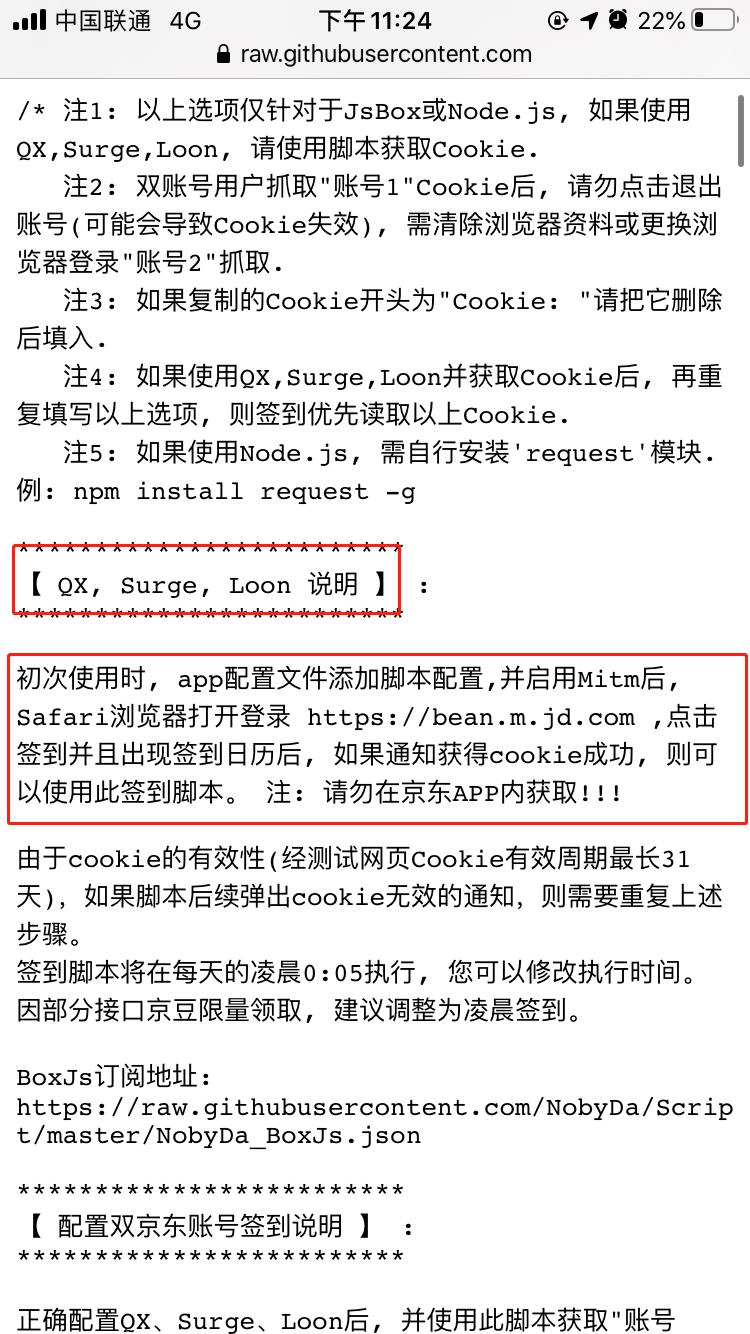 中国联通 4G 下午11:24 22%
raw.githubusercontent.com
/* 注1: 以上选项仅针对于JsBox或Node.js, 如果使用
QX,Surge,Loon, 请使用脚本获取Cookie.
注2: 双账号用户抓取"账号1"Cookie后, 请勿点击退出
账号(可能会导致Cookie失效), 需清除浏览器资料或更换浏
览器登录"账号2"抓取.
注3: 如果复制的Cookie开头为"Cookie: "请把它删除
后填入.
注4: 如果使用QX,Surge,Loon并获取Cookie后, 再重
复填写以上选项, 则签到优先读取以上Cookie.
注5: 如果使用Node.js, 需自行安装'request'模块.
例: npm install request -g
*************************
【 QX, Surge, Loon 说明 】 :
*************************
初次使用时, app配置文件添加脚本配置,并启用Mitm后,
Safari浏览器打开登录 https://bean.m.jd.com ,点击
签到并且出现签到日历后, 如果通知获得cookie成功, 则可
以使用此签到脚本。 注: 请勿在京东APP内获取!!!
由于cookie的有效性(经测试网页Cookie有效周期最长31
天)，如果脚本后续弹出cookie无效的通知，则需要重复上述
步骤。
签到脚本将在每天的凌晨0:05执行, 您可以修改执行时间。
因部分接口京豆限量领取, 建议调整为凌晨签到。
BoxJs订阅地址:
https://raw.githubusercontent.com/NobyDa/Scrip
t/master/NobyDa_BoxJs.json
*************************
【 配置双京东账号签到说明 】 :
*************************
正确配置QX、Surge、Loon后, 并使用此脚本获取"账号